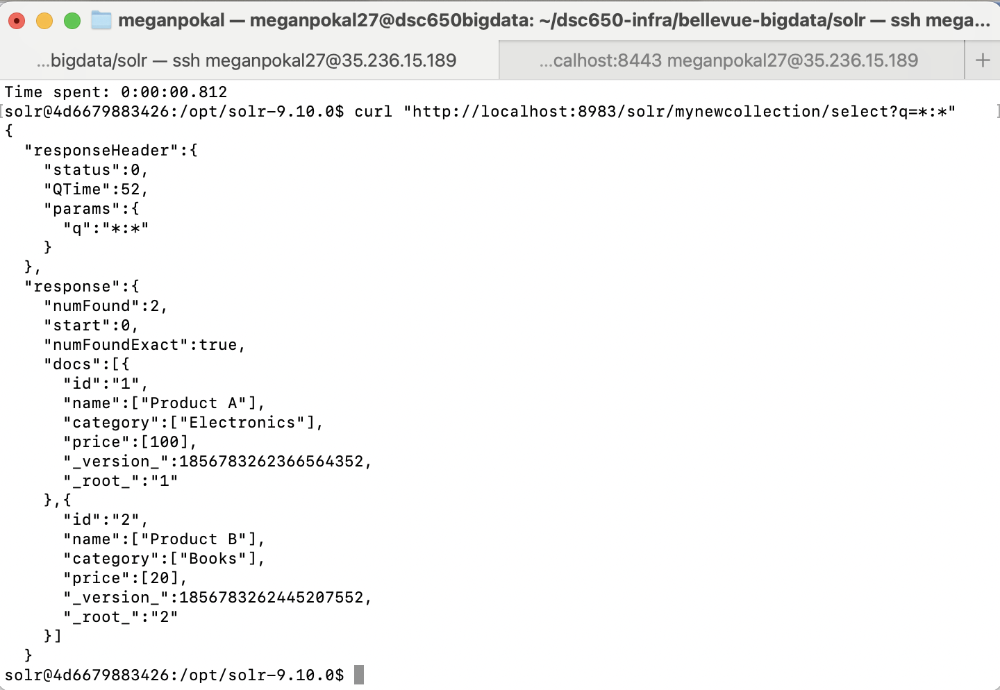 meganpokal — meganpokal27@dsc650bigdata: ~/dsc650-infra/bellevue-bigdata/solr — ssh mega...
...bigdata/solr — ssh meganpokal27@35.236.15.189
...calhost:8443 meganpokal27@35.236.15.189
Time spent: 0:00:00.812
solr@4d6679883426:/opt/solr-9.10.0$ curl "http://localhost:8983/solr/mynewcollection/select?q=*:*"
{
  "responseHeader":{
    "status":0,
    "QTime":52,
    "params":{
      "q":"*:*"
    }
  },
  "response":{
    "numFound":2,
    "start":0,
    "numFoundExact":true,
    "docs":[{
      "id":"1",
      "name":["Product A"],
      "category":["Electronics"],
      "price":[100],
      "_version_":1856783262366564352,
      "_root_":"1"
    },{
      "id":"2",
      "name":["Product B"],
      "category":["Books"],
      "price":[20],
      "_version_":1856783262445207552,
      "_root_":"2"
    }]
  }
solr@4d6679883426:/opt/solr-9.10.0$